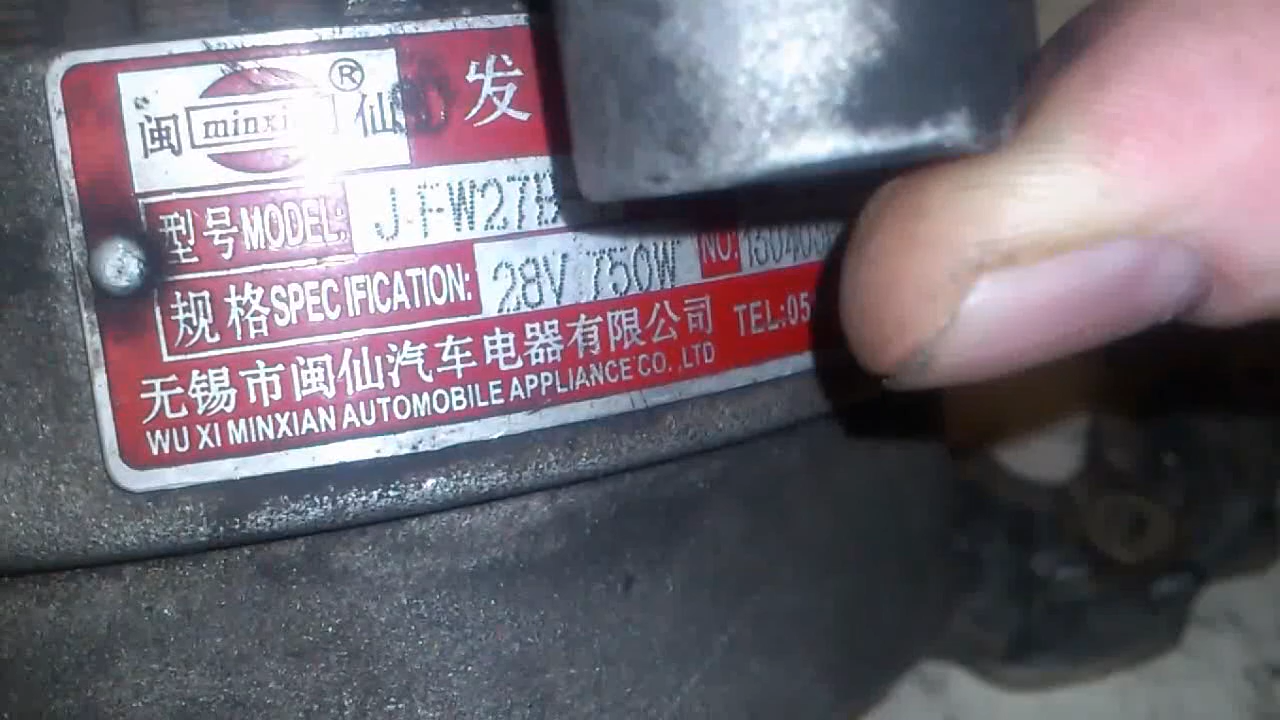 闽 minxi 仙 ® 发
型号MODEL: JFW27
规格SPECIFICATION: 28V 750W NO:
无锡市闽仙汽车电器有限公司 TEL:05
WU XI MINXIAN AUTOMOBILE APPLIANCE CO.,LTD